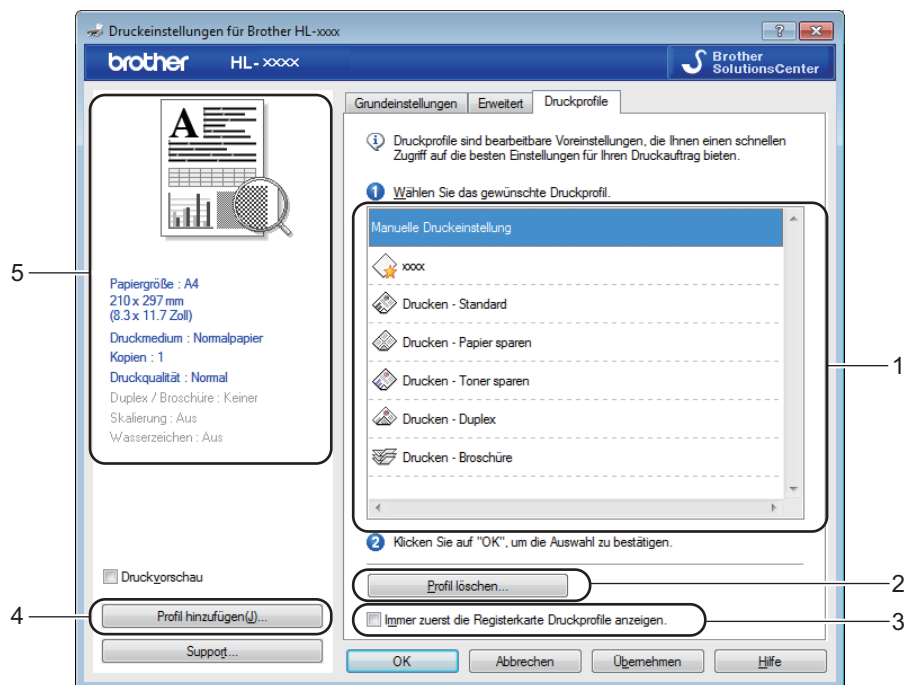 Druckeinstellungen für Brother HL-xxxx
brother HL-xxxx
Brother
SolutionsCenter
A
Papiergröße : A4
210 x 297 mm
(8.3 x 11.7 Zoll)
Druckmedium : Normalpapier
Kopien : 1
Druckqualität : Normal
Duplex / Broschüre : Keiner
Skalierung : Aus
Wasserzeichen : Aus
Druckvorschau
Profil hinzufügen(J)...
Support...
Grundeinstellungen Erweitert Druckprofile
Druckprofile sind bearbeitbare Voreinstellungen, die Ihnen einen schnellen
Zugriff auf die besten Einstellungen für Ihren Druckauftrag bieten.
1 Wählen Sie das gewünschte Druckprofil.
Manuelle Druckeinstellung
xxxx
Drucken - Standard
Drucken - Papier sparen
Drucken - Toner sparen
Drucken - Duplex
Drucken - Broschüre
2 Klicken Sie auf "OK", um die Auswahl zu bestätigen.
Profil löschen...
Immer zuerst die Registerkarte Druckprofile anzeigen.
OK Abbrechen Übernehmen Hilfe
1
2
3
4
5